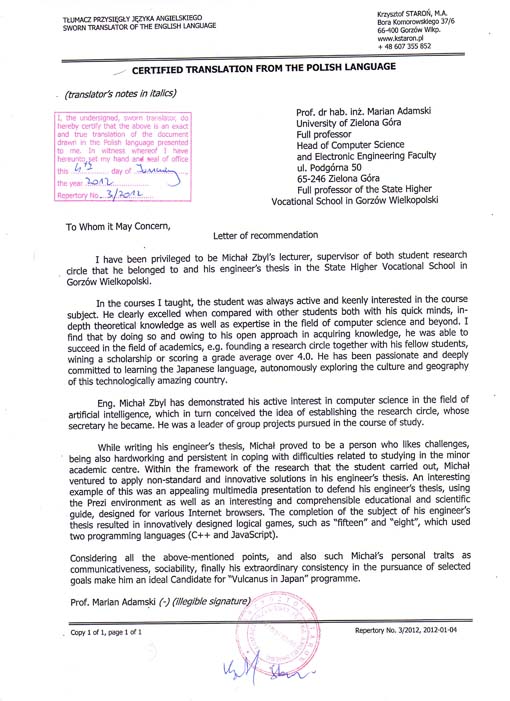 TŁUMACZ PRZYSIĘGŁY JĘZYKA ANGIELSKIEGO
SWORN TRANSLATOR OF THE ENGLISH LANGUAGE
Krzysztof STAROŃ, M.A.
Bora Komorowskiego 37/6
66-400 Gorzów Wlkp.
www.kstaron.pl
+ 48 607 355 852
CERTIFIED TRANSLATION FROM THE POLISH LANGUAGE
(translator's notes in italics)
I, the undersigned, sworn translator, do
hereby certify that the above is an exact
and true translation of the document
drawn in the Polish language presented
to me. In witness whereof I have
hereunto set my hand and seal of office
this 4th day of January
the year 2012
Repertory No. 3/2012
Prof. dr hab. inż. Marian Adamski
University of Zielona Góra
Full professor
Head of Computer Science
and Electronic Engineering Faculty
ul. Podgórna 50
65-246 Zielona Góra
Full professor of the State Higher
Vocational School in Gorzów Wielkopolski
To Whom it May Concern,
Letter of recommendation
I have been privileged to be Michał Zbyl's lecturer, supervisor of both student research
circle that he belonged to and his engineer's thesis in the State Higher Vocational School in
Gorzów Wielkopolski.
In the courses I taught, the student was always active and keenly interested in the course
subject. He clearly excelled when compared with other students both with his quick minds, in-
depth theoretical knowledge as well as expertise in the field of computer science and beyond. I
find that by doing so and owing to his open approach in acquiring knowledge, he was able to
succeed in the field of academics, e.g. founding a research circle together with his fellow students,
wining a scholarship or scoring a grade average over 4.0. He has been passionate and deeply
committed to learning the Japanese language, autonomously exploring the culture and geography
of this technologically amazing country.
Eng. Michał Zbyl has demonstrated his active interest in computer science in the field of
artificial intelligence, which in turn conceived the idea of establishing the research circle, whose
secretary he became. He was a leader of group projects pursued in the course of study.
While writing his engineer's thesis, Michał proved to be a person who likes challenges,
being also hardworking and persistent in coping with difficulties related to studying in the minor
academic centre. Within the framework of the research that the student carried out, Michał
ventured to apply non-standard and innovative solutions in his engineer's thesis. An interesting
example of this was an appealing multimedia presentation to defend his engineer's thesis, using
the Prezi environment as well as an interesting and comprehensible educational and scientific
guide, designed for various Internet browsers. The completion of the subject of his engineer's
thesis resulted in innovatively designed logical games, such as "fifteen" and "eight", which used
two programming languages (C++ and JavaScript).
Considering all the above-mentioned points, and also such Michał's personal traits as
communicativeness, sociability, finally his extraordinary consistency in the pursuance of selected
goals make him an ideal Candidate for "Vulcanus in Japan" programme.
Prof. Marian Adamski (-) (illegible signature)
Copy 1 of 1, page 1 of 1
Repertory No. 3/2012, 2012-01-04